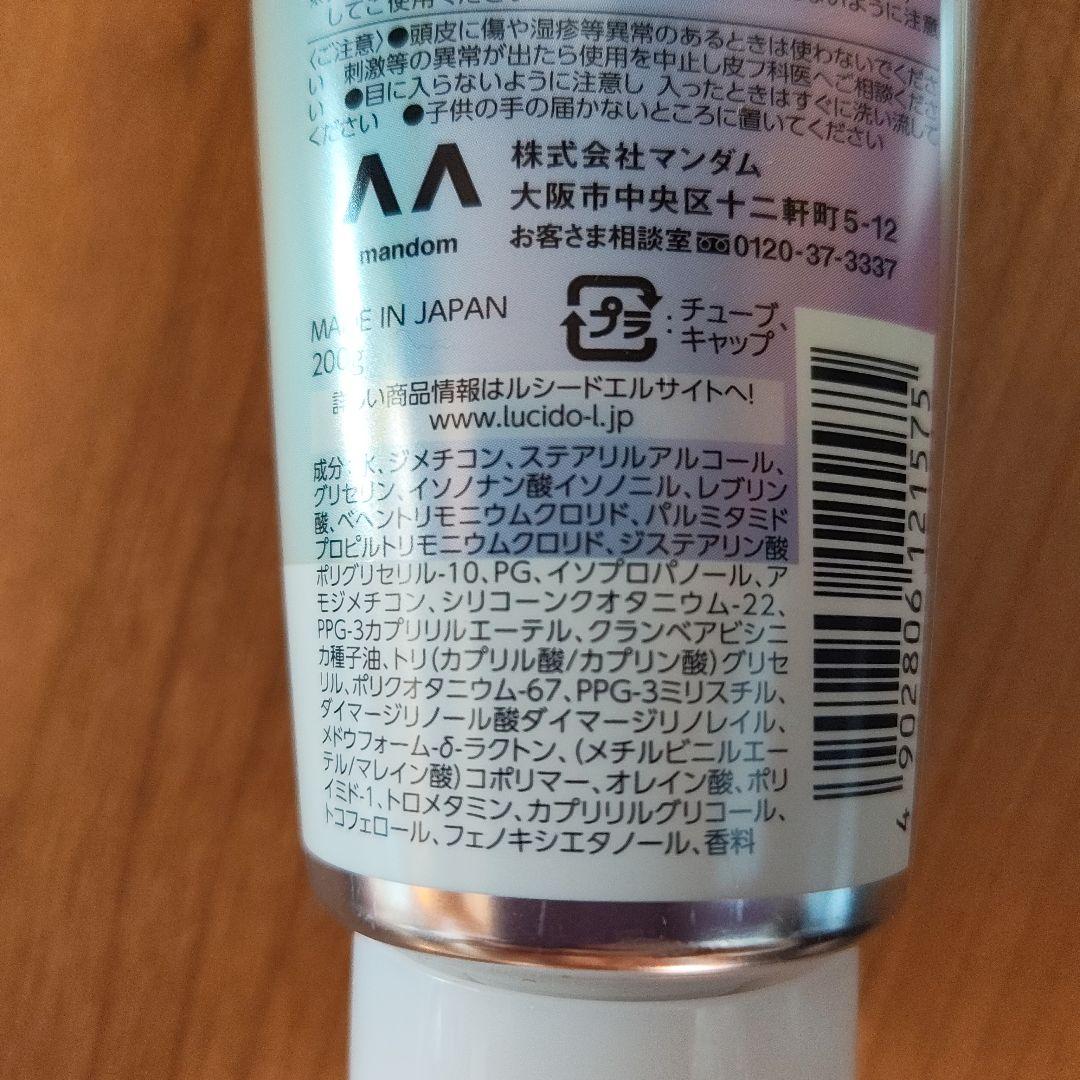 してご使用ください
ないように注意
〈ご注意〉●頭皮に傷や湿疹等異常のあるときは使わないでくださ
い 刺激等の異常が出たら使用を中止し皮フ科医へご相談くださ
い ●目に入らないように注意し 入ったときはすぐに洗い流して
ください ●子供の手の届かないところに置いてください
mandom
株式会社マンダム
大阪市中央区十二軒町5-12
お客さま相談室 0120-37-3337
MADE IN JAPAN
200g
プラ
:チューブ、
キャップ
詳しい商品情報はルシードエルサイトへ!
www.lucido-l.jp
成分:水、ジメチコン、ステアリルアルコール、
グリセリン、イソノナン酸イソノニル、レブリン
酸、ベヘントリモニウムクロリド、パルミタミド
プロピルトリモニウムクロリド、ジステアリン酸
ポリグリセリル-10、PG、イソプロパノール、ア
モジメチコン、シリコーンクオタニウム-22、
PPG-3カプリリルエーテル、クランベアビシニ
カ種子油、トリ(カプリル酸/カプリン酸)グリセ
リル、ポリクオタニウム-67、PPG-3ミリスチル、
ダイマージリノール酸ダイマージリノレイル、
メドウフォーム-δ-ラクトン、(メチルビニルエー
テル/マレイン酸)コポリマー、オレイン酸、ポリ
イミド-1、トロメタミン、カプリリルグリコール、
トコフェロール、フェノキシエタノール、香料
4 902806 121575